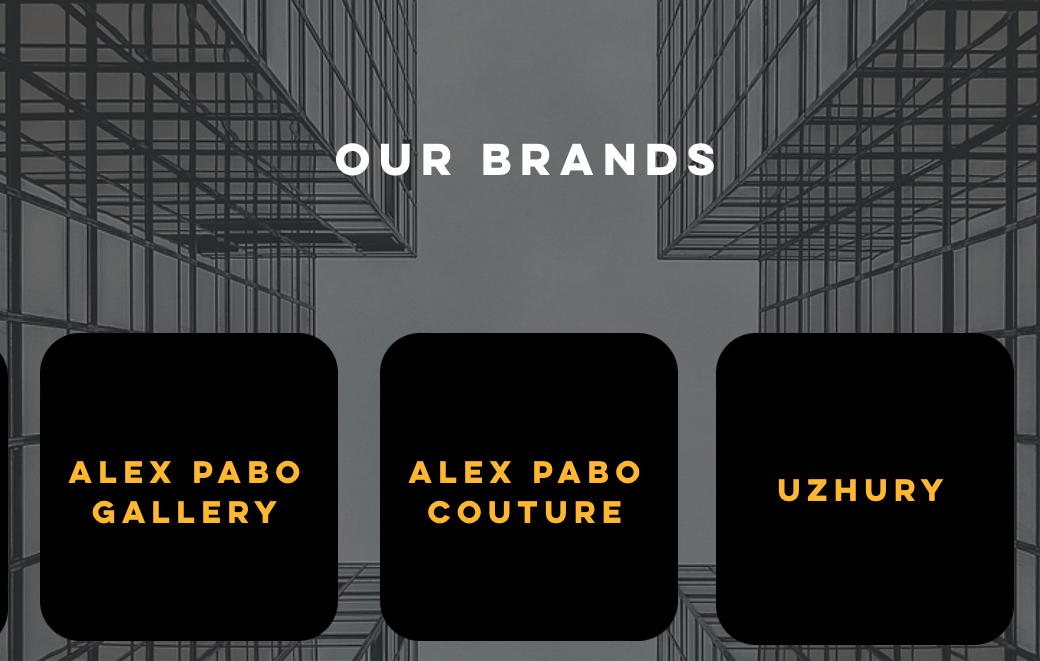 OUR BRANDS
ALEX PABO
GALLERY
ALEX PABO
COUTURE
UZHURY